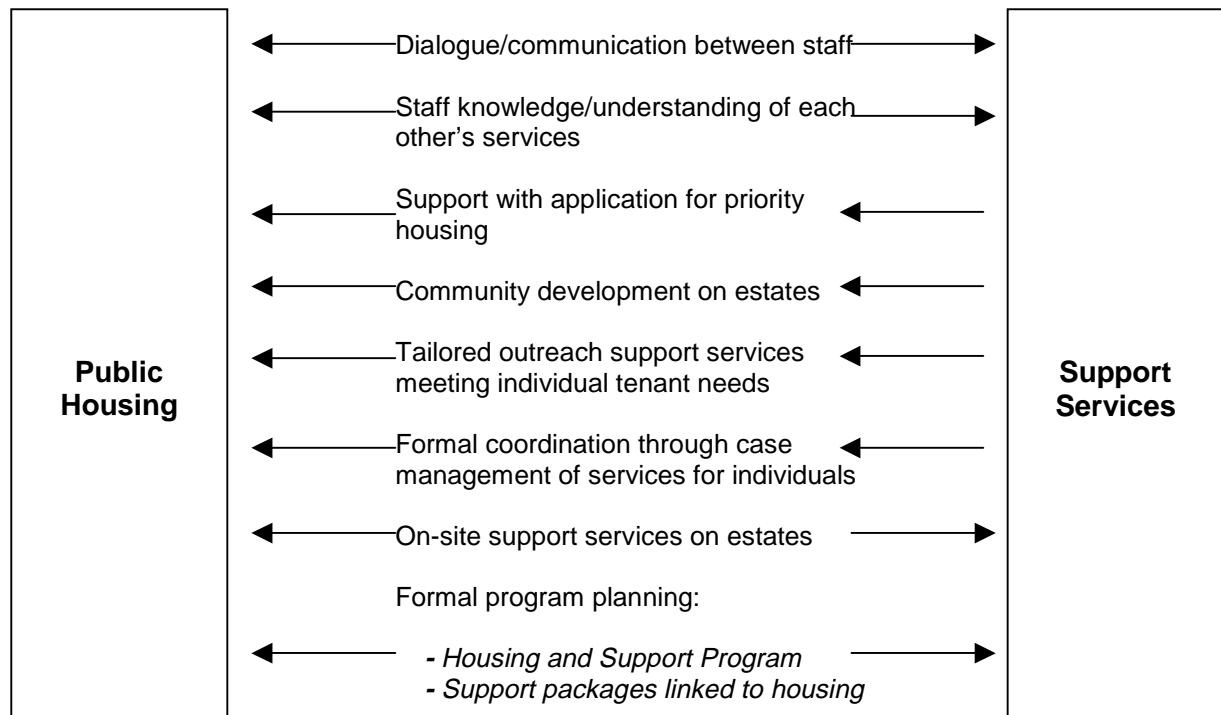 Dialogue/communication between staff
Staff knowledge/understanding of each
other’s services
Support with application for priority
housing
Community development on estates
Tailored outreach support services
meeting individual tenant needs
Public
Housing
Support
Services
Formal coordination through case
management of services for individuals
On-site support services on estates
Formal program planning:
- Housing and Support Program
- Support packages linked to housing